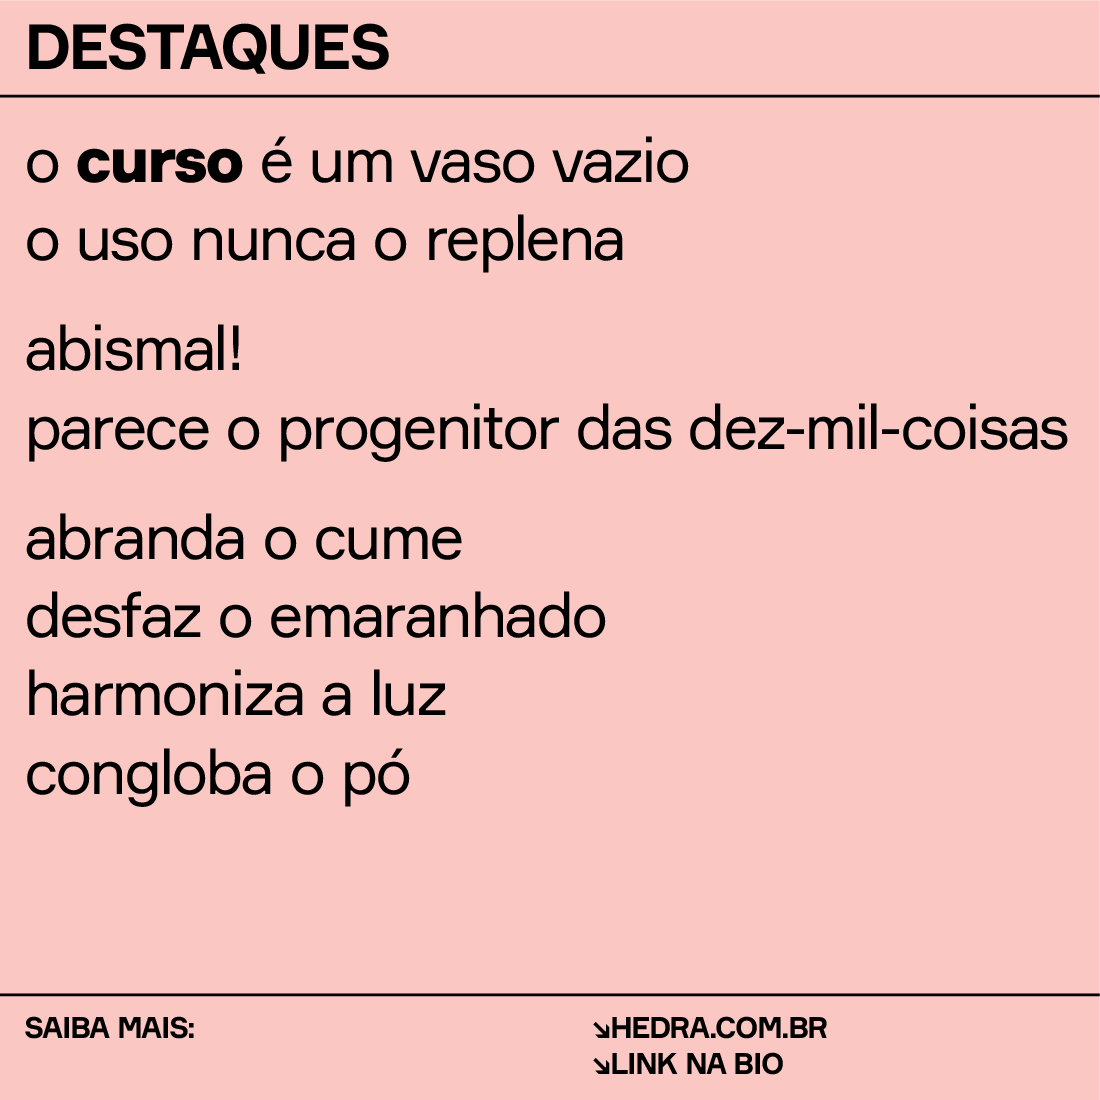 DESTAQUES
o curso é um vaso vazio
o uso nunca o replena
abismal!
parece o progenitor das dez-mil-coisas
abranda o cume
desfaz o emaranhado
harmoniza a luz
congloba o pó
SAIBA MAIS:
↘HEDRA.COM.BR
↘LINK NA BIO